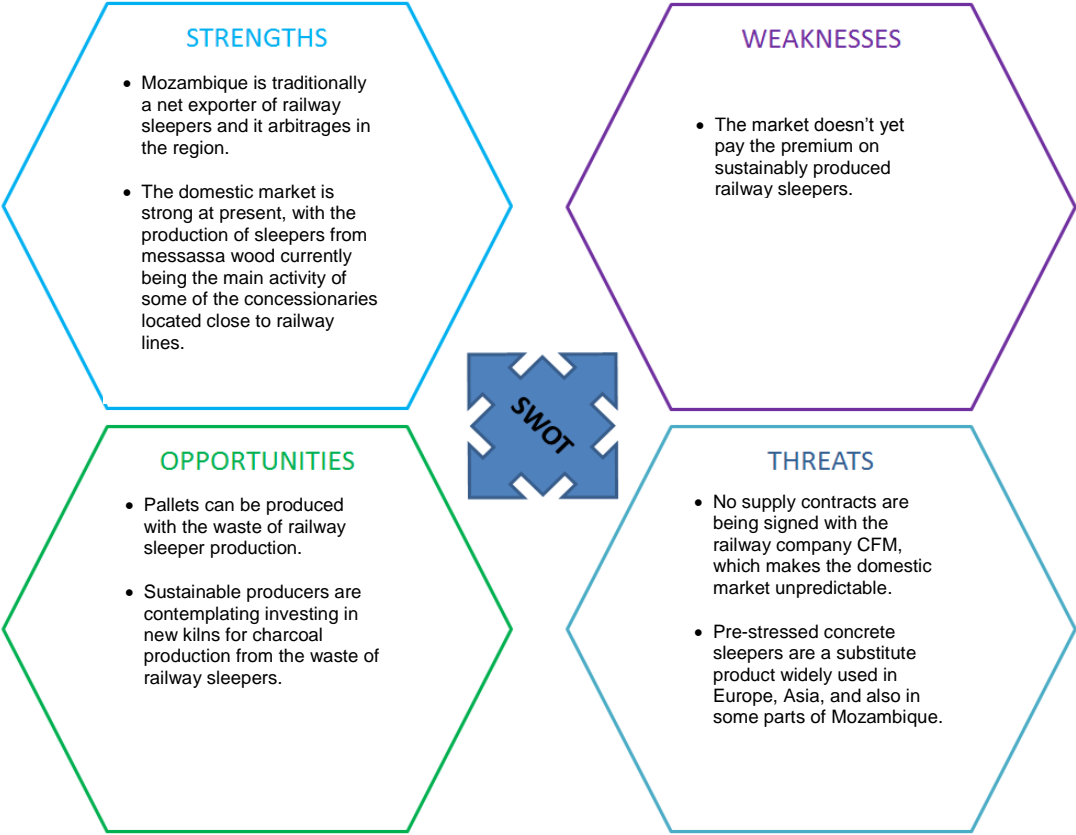 STRENGTHS
• Mozambique is traditionally
a net exporter of railway
sleepers and it arbitrages in
the region.
• The domestic market is
strong at present, with the
production of sleepers from
messassa wood currently
being the main activity of
some of the concessionaries
located close to railway
lines.
WEAKNESSES
• The market doesn’t yet
pay the premium on
sustainably produced
railway sleepers.
SWOT
OPPORTUNITIES
• Pallets can be produced
with the waste of railway
sleeper production.
• Sustainable producers are
contemplating investing in
new kilns for charcoal
production from the waste of
railway sleepers.
THREATS
• No supply contracts are
being signed with the
railway company CFM,
which makes the domestic
market unpredictable.
• Pre-stressed concrete
sleepers are a substitute
product widely used in
Europe, Asia, and also in
some parts of Mozambique.